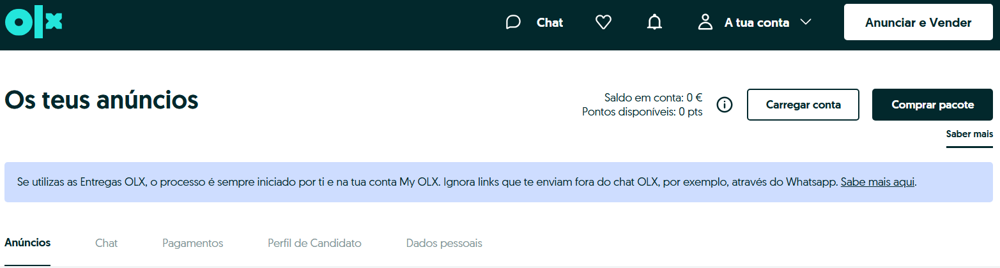 olx
Chat
A tua conta
Anunciar e Vender
Os teus anúncios
Saldo em conta: 0 €
Pontos disponíveis: 0 pts
Carregar conta
Comprar pacote
Saber mais
Se utilizas as Entregas OLX, o processo é sempre iniciado por ti e na tua conta My OLX. Ignora links que te enviam fora do chat OLX, por exemplo, através do Whatsapp. Sabe mais aqui.
Anúncios
Chat
Pagamentos
Perfil de Candidato
Dados pessoais